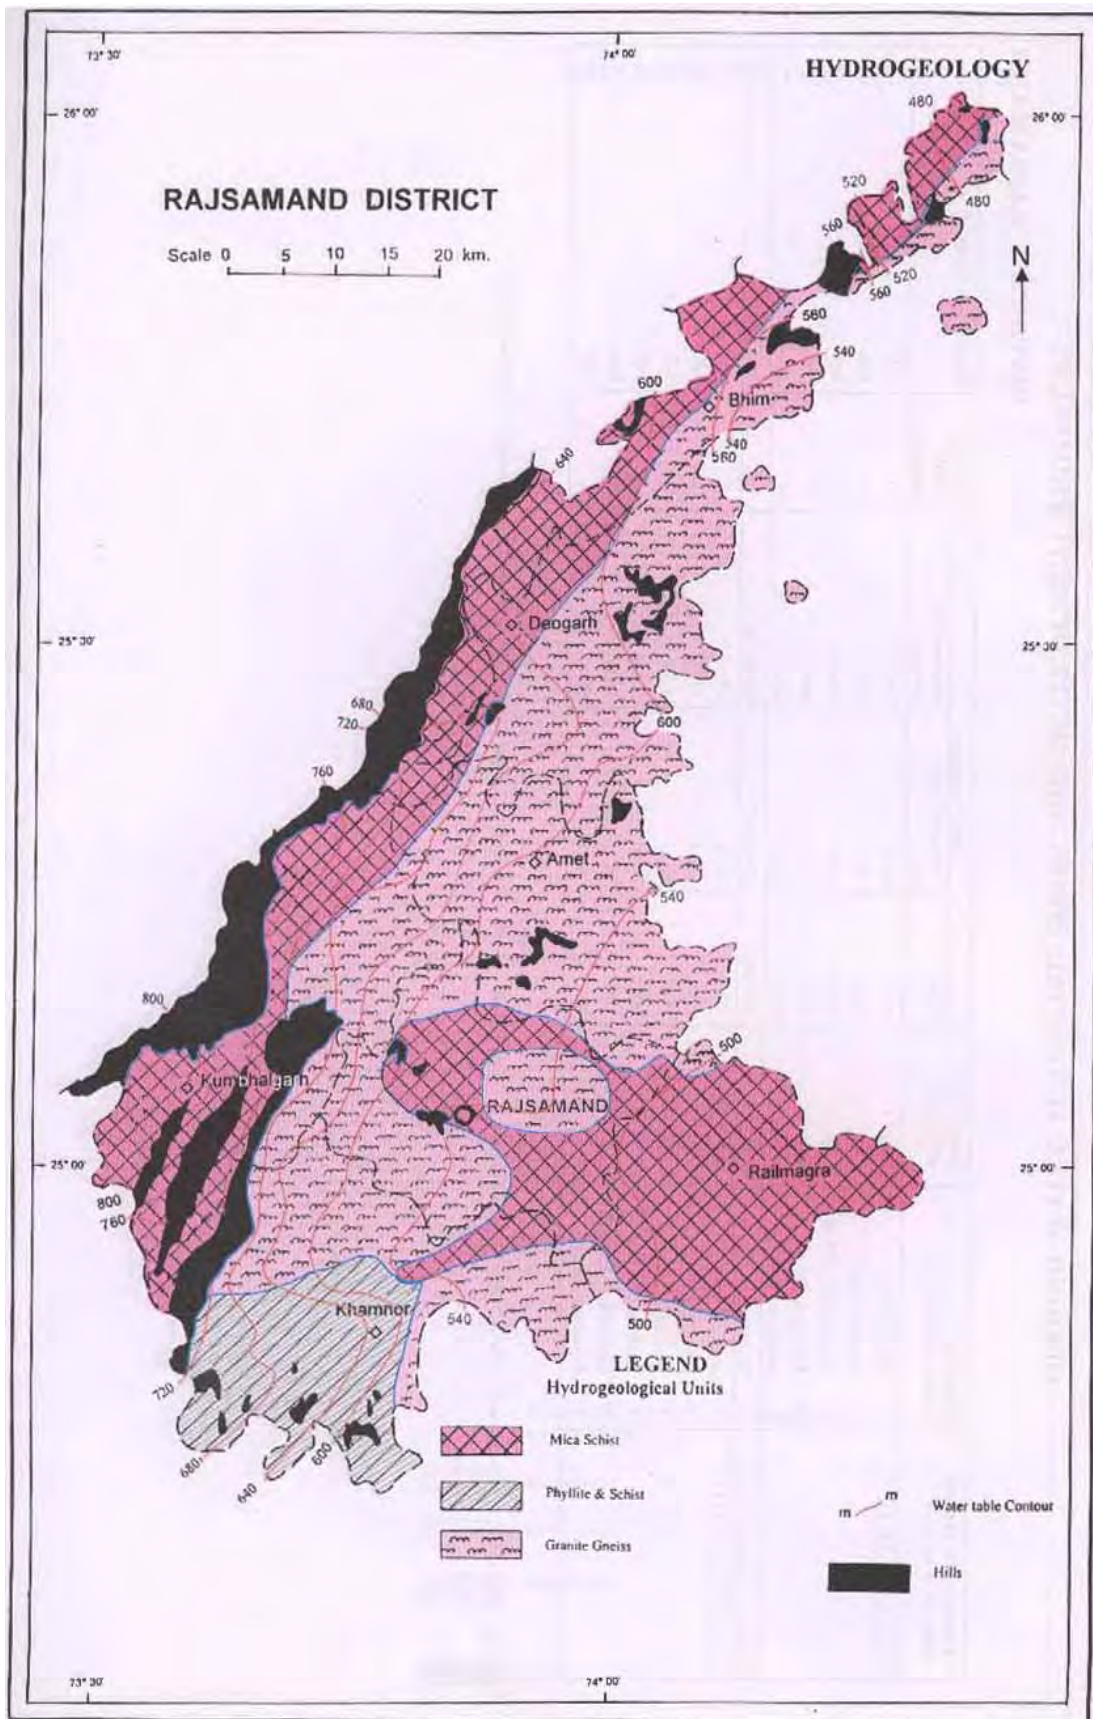 73° 30'
74° 00'
HYDROGEOLOGY
26° 00'
26° 00'
480
RAJSAMAND DISTRICT
520
480
560
Scale 0 5 10 15 20 km.
N
520
560
580
540
600
Bhim
540
560
640
Deogarh
25° 30'
25° 30'
680
720
600
760
Amet
540
800
500
Kumbhalgarh
RAJSAMAND
25° 00'
25° 00'
Railmagra
800
760
Khamnor
540
500
720
LEGEND
Hydrogeological Units
Mica Schist
680
600
640
Phyllite & Schist
m m Water table Contour
Granite Gneiss
Hills
73° 30'
74° 00'